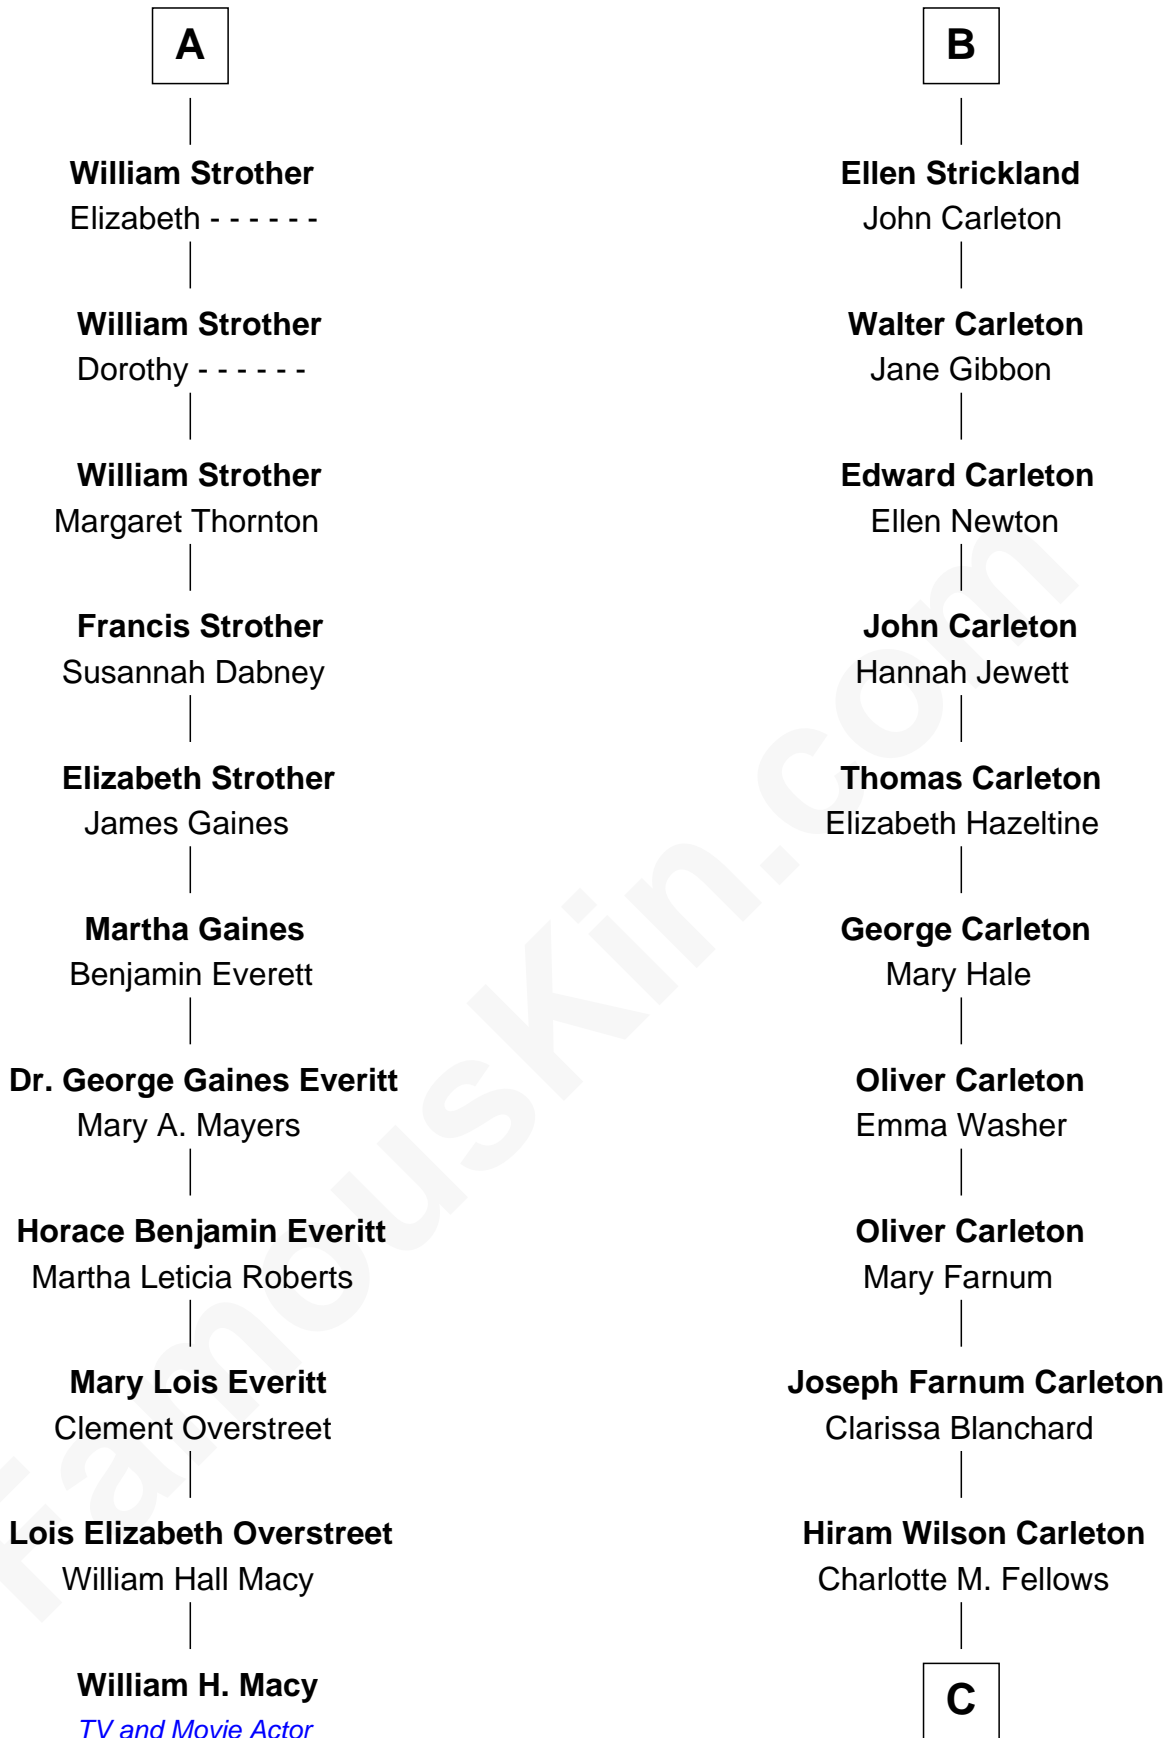 A
William Strother
Elizabeth - - - - - -
William Strother
Dorothy - - - - - -
William Strother
Margaret Thornton
Francis Strother
Susannah Dabney
Elizabeth Strother
James Gaines
Martha Gaines
Benjamin Everett
Dr. George Gaines Everitt
Mary A. Mayers
Horace Benjamin Everitt
Martha Leticia Roberts
Mary Lois Everitt
Clement Overstreet
Lois Elizabeth Overstreet
William Hall Macy
William H. Macy
TV and Movie Actor
B
Ellen Strickland
John Carleton
Walter Carleton
Jane Gibbon
Edward Carleton
Ellen Newton
John Carleton
Hannah Jewett
Thomas Carleton
Elizabeth Hazeltine
George Carleton
Mary Hale
Oliver Carleton
Emma Washer
Oliver Carleton
Mary Farnum
Joseph Farnum Carleton
Clarissa Blanchard
Hiram Wilson Carleton
Charlotte M. Fellows
C
FamousKin.com